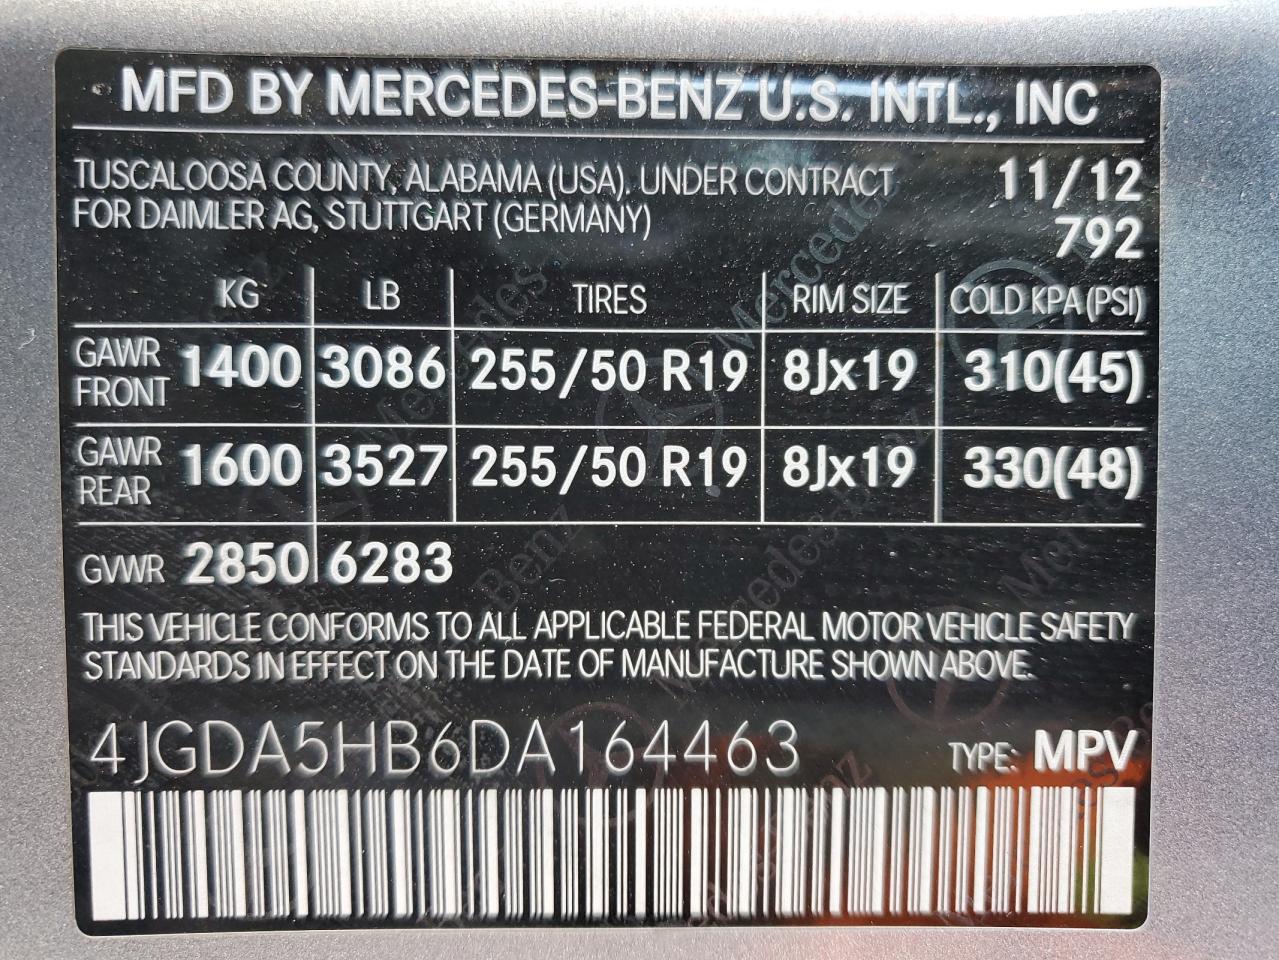 MFD BY MERCEDES-BENZ U.S. INTL., INC
TUSCALOOSA COUNTY, ALABAMA (USA). UNDER CONTRACT 11/12
FOR DAIMLER AG, STUTTGART (GERMANY) 792
KG LB TIRES RIM SIZE COLD KPA (PSI)
GAWR FRONT 1400 3086 255/50 R19 8Jx19 310(45)
GAWR REAR 1600 3527 255/50 R19 8Jx19 330(48)
GVWR 2850 6283
THIS VEHICLE CONFORMS TO ALL APPLICABLE FEDERAL MOTOR VEHICLE SAFETY
STANDARDS IN EFFECT ON THE DATE OF MANUFACTURE SHOWN ABOVE.
4JGDA5HB6DA164463 TYPE: MPV